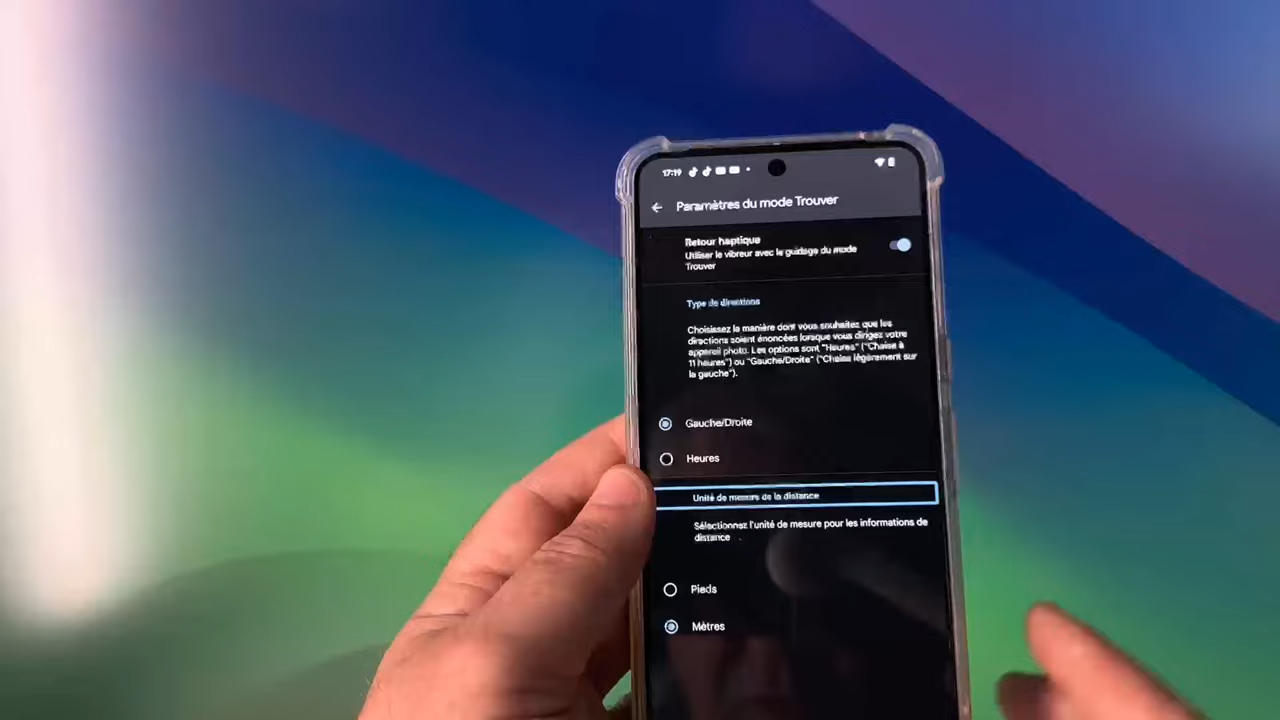 17:19
Paramètres du mode Trouver
Retour haptique
Utiliser le vibreur avec le guidage du mode
Trouver
Type de directions
Choisissez la manière dont vous souhaitez que les
directions soient énoncées lorsque vous dirigez votre
appareil photo. Les options sont "Heures" ("Chaise à
11 heures") ou "Gauche/Droite" ("Chaise légèrement sur
la gauche").
Gauche/Droite
Heures
Unité de mesure de la distance
Sélectionnez l'unité de mesure pour les informations de
distance
Pieds
Mètres